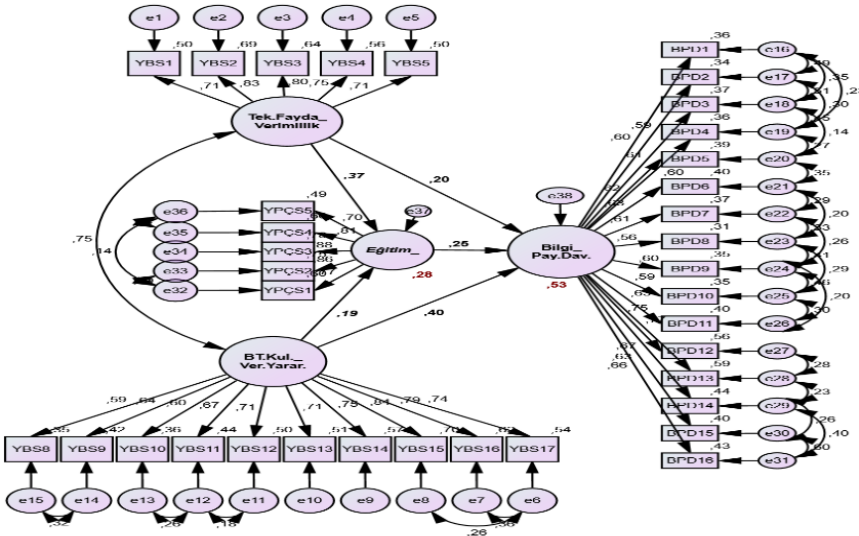 e1 e2 e3 e4 e5
,50 ,69 ,64 ,56 ,50
YBS1 YBS2 YBS3 YBS4 YBS5
,71 ,83 ,80 ,75 ,71
Tek.Fayda_
Verimlilik
,37 ,20
,75
,14
e36 YPÇS5 ,49 ,70
e35 YPÇS4 ,81
e34 YPÇS3 ,88
e33 YPÇS2 ,86
e32 YPÇS1
e37
Eğitim_
,28
,25
e38
Bilgi_
Pay.Dav.
,53
,19 ,40
BT.Kul._
Ver.Yarar.
,59 ,64 ,60 ,67 ,71 ,71 ,79 ,74
,42 ,36 ,44 ,50 ,51 ,57 ,54
YBS8 YBS9 YBS10 YBS11 YBS12 YBS13 YBS14 YBS15 YBS16 YBS17
e15 e14 e13 e12 e11 e10 e9 e8 e7 e6
,32 ,26 ,18 ,36
,26
,36
BPD1 e16
,34
BPD2 e17
,37
BPD3 e18
,36
BPD4 e19
,39
BPD5 e20
,40
BPD6 e21
,37
BPD7 e22
,31
BPD8 e23
,35
BPD9 e24
,35
BPD10 e25
,40
BPD11 e26
,56
BPD12 e27
,59
BPD13 e28
,44
BPD14 e29
,40
BPD15 e30
,43
BPD16 e31
,59
,60
,61
,60
,61
,56
,60
,59
,75
,67
,63
,66
,14
,35
,29 ,20
,26
,29
,20
,28
,23
,26
,40